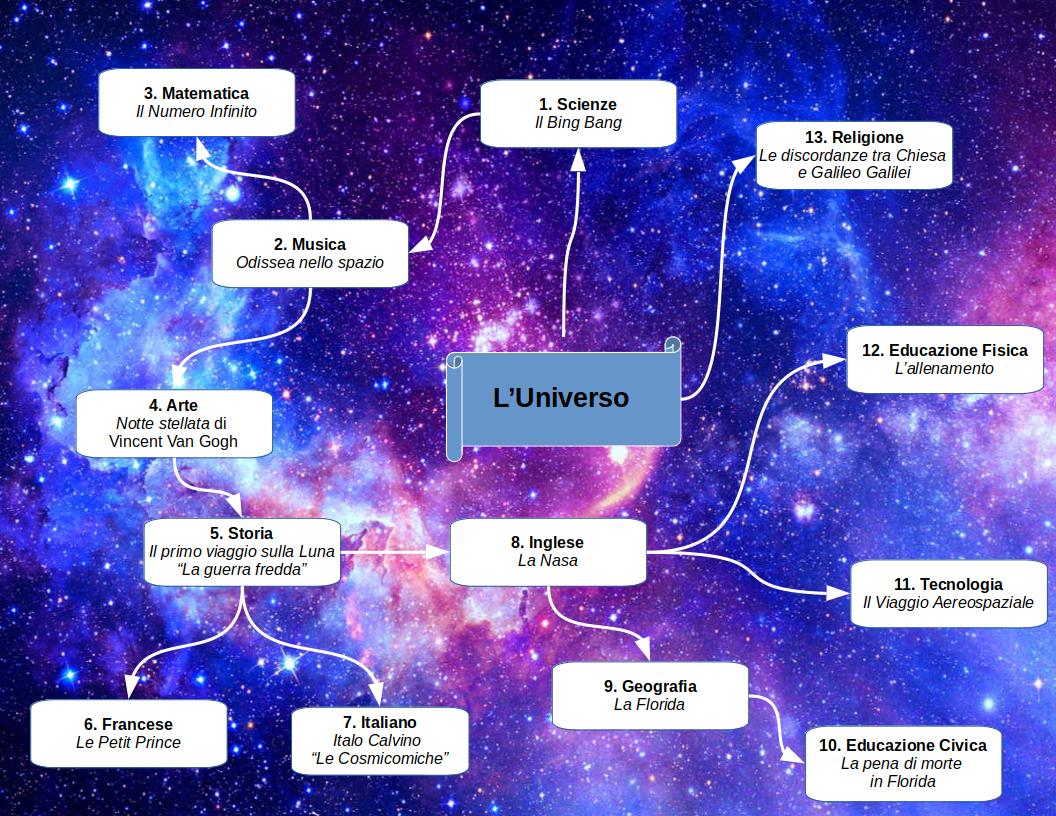 3. Matematica
Il Numero Infinito
1. Scienze
Il Bing Bang
13. Religione
Le discordanze tra Chiesa
e Galileo Galilei
2. Musica
Odissea nello spazio
12. Educazione Fisica
L’allenamento
L’Universo
4. Arte
Notte stellata di
Vincent Van Gogh
5. Storia
Il primo viaggio sulla Luna
“La guerra fredda”
8. Inglese
La Nasa
11. Tecnologia
Il Viaggio Aereospaziale
9. Geografia
La Florida
6. Francese
Le Petit Prince
7. Italiano
Italo Calvino
“Le Cosmicomiche”
10. Educazione Civica
La pena di morte
in Florida